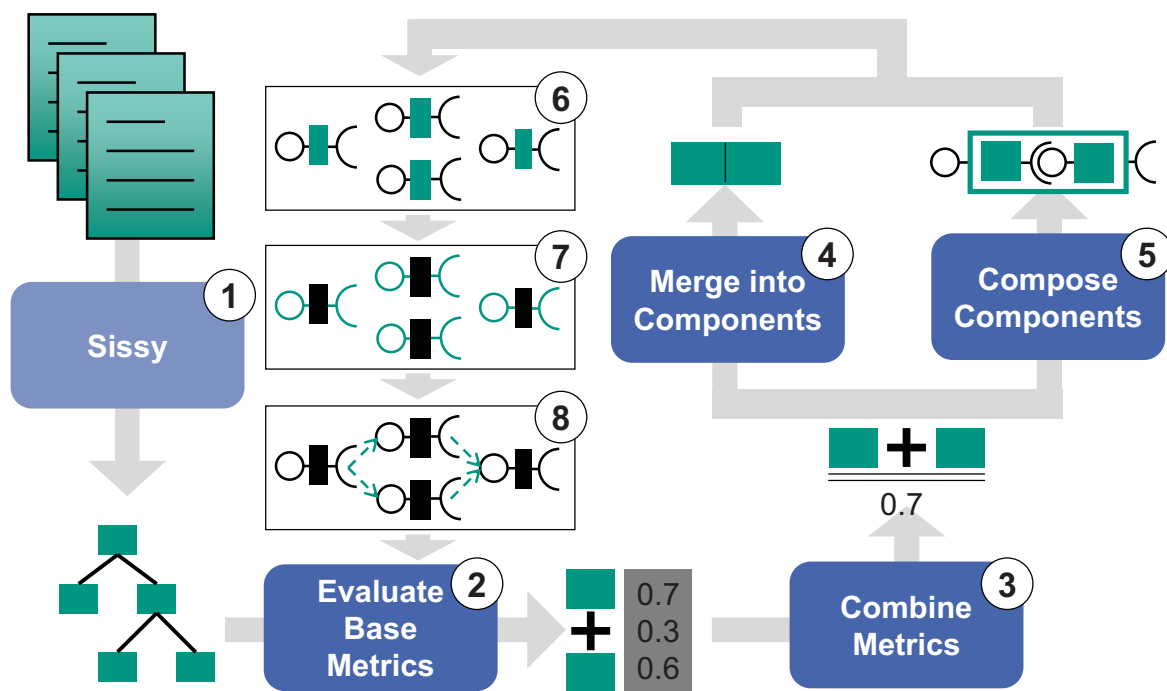 1
Sissy
6
7
8
2
Evaluate
Base
Metrics
0.7
0.3
0.6
3
Combine
Metrics
0.7
4
Merge into
Components
5
Compose
Components